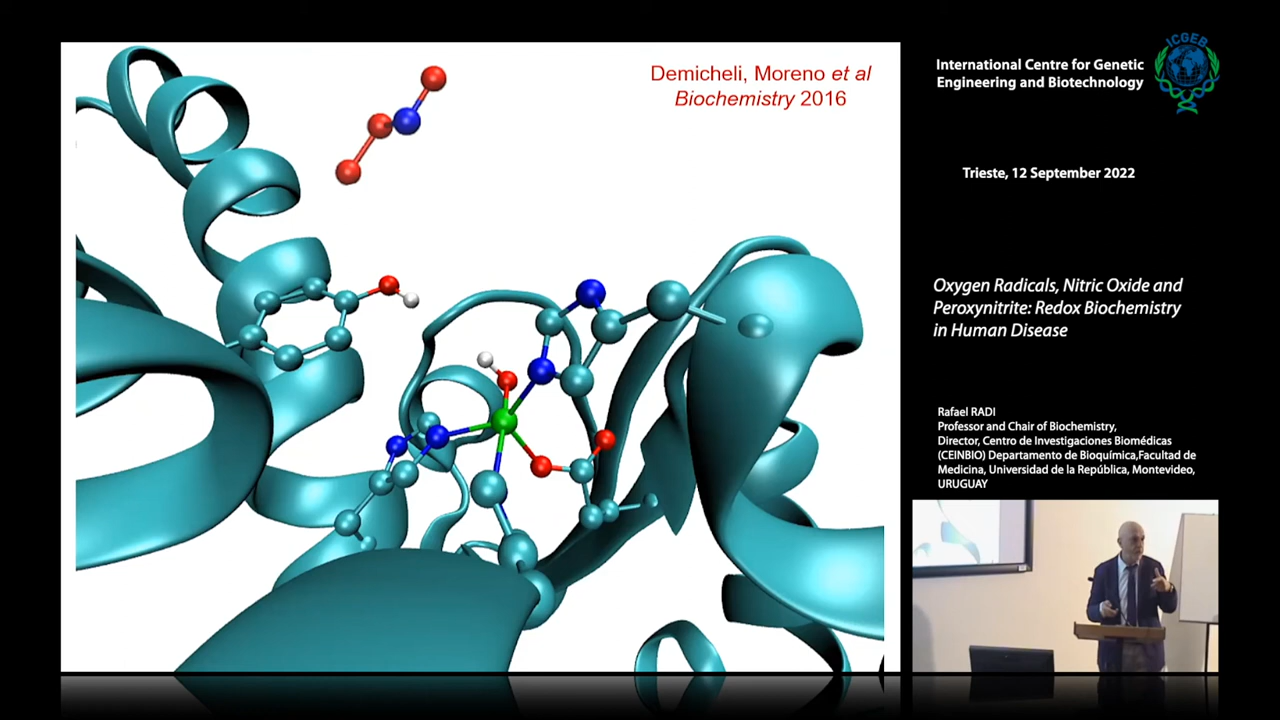 Demicheli, Moreno et al
Biochemistry 2016
International Centre for Genetic
Engineering and Biotechnology
ICGEB
Trieste, 12 September 2022
Oxygen Radicals, Nitric Oxide and
Peroxynitrite: Redox Biochemistry
in Human Disease
Rafael RADI
Professor and Chair of Biochemistry,
Director, Centro de Investigaciones Biomédicas
(CEINBIO) Departamento de Bioquímica,Facultad de
Medicina, Universidad de la República, Montevideo,
URUGUAY